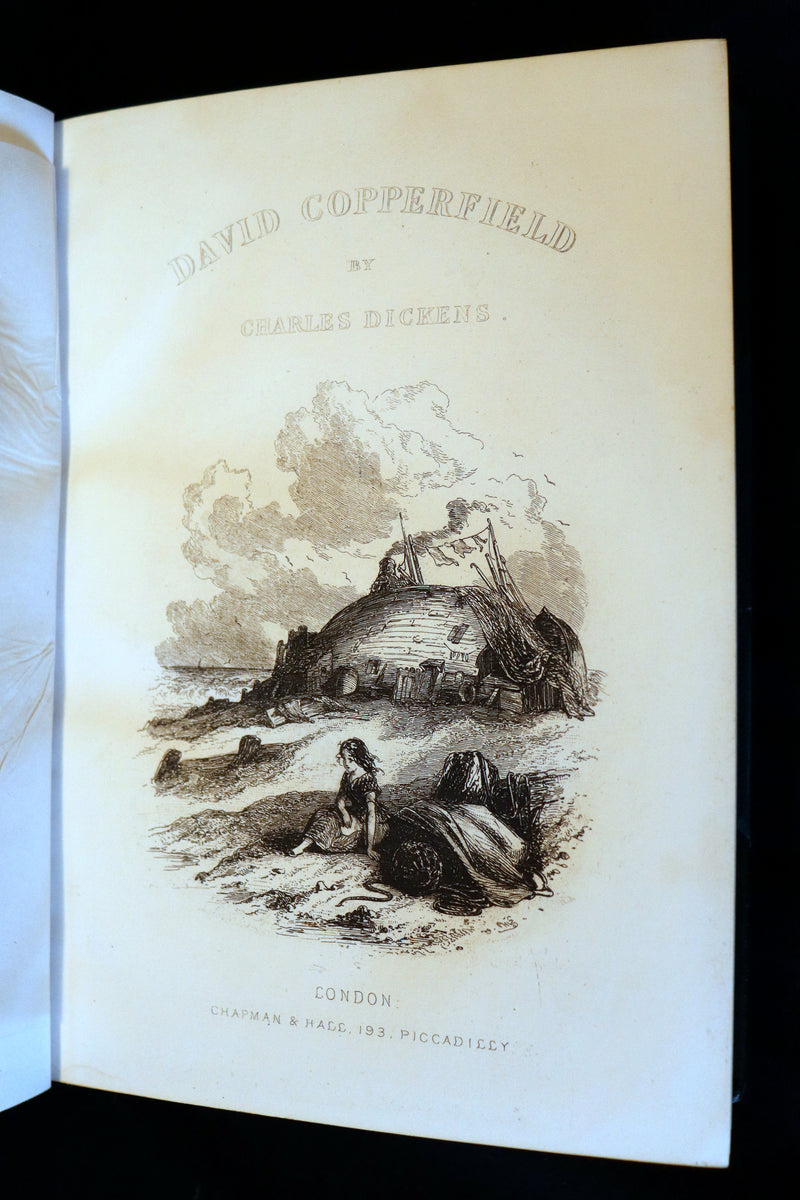 DAVID COPPERFIELD
BY
CHARLES DICKENS.
LONDON:
CHAPMAN & HALL, 193, PICCADILLY